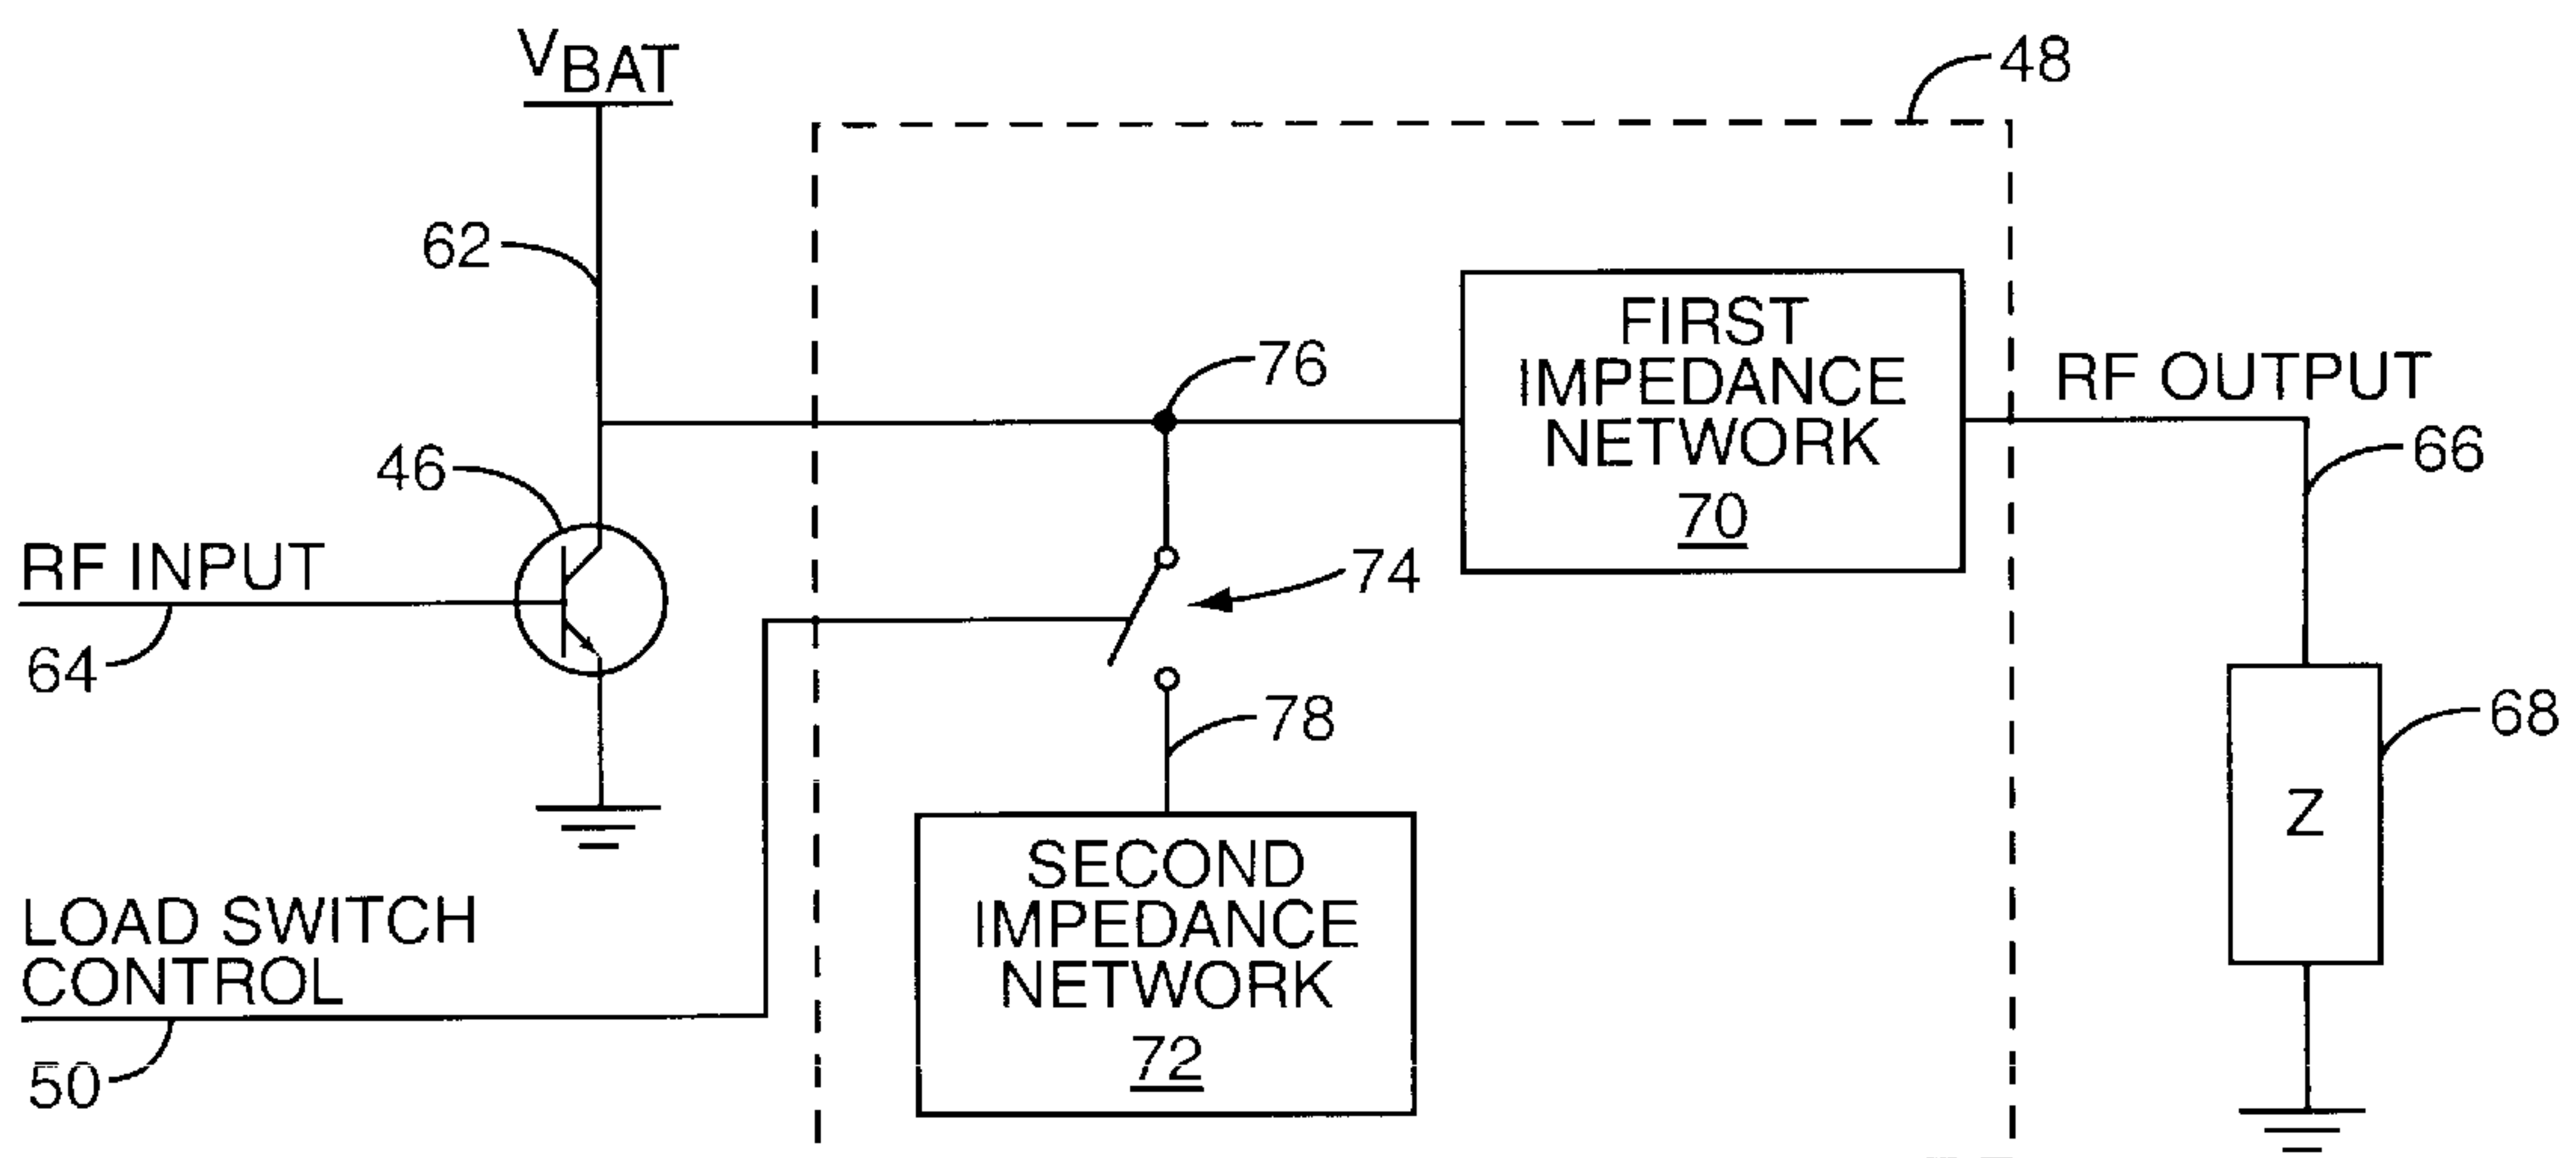 VBAT
48
62
76
FIRST
IMPEDANCE
NETWORK
70
RF OUTPUT
66
46
RF INPUT
64
74
78
68
Z
SECOND
IMPEDANCE
NETWORK
72
LOAD SWITCH
CONTROL
50